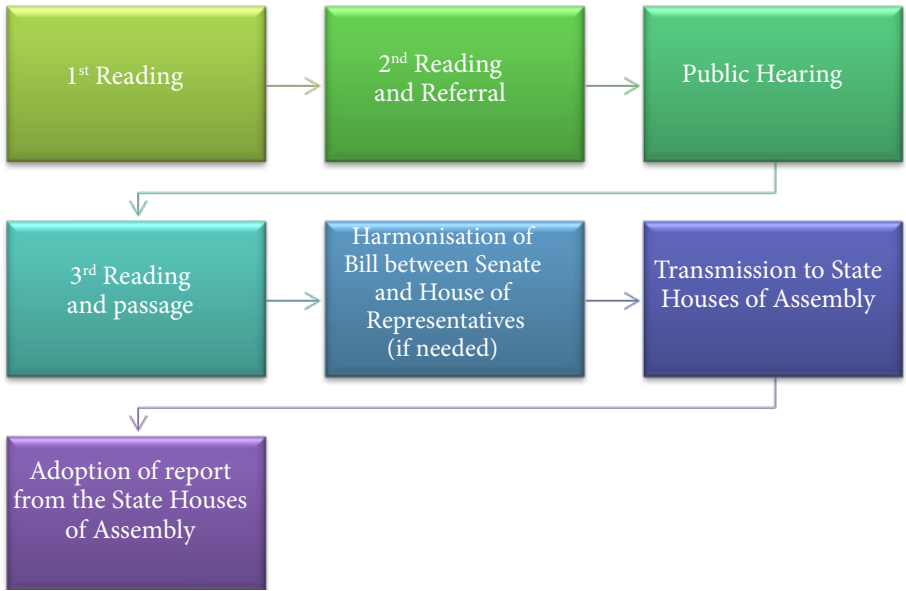 1st Reading
2nd Reading
and Referral
Public Hearing
3rd Reading
and passage
Harmonisation of
Bill between Senate
and House of
Representatives
(if needed)
Transmission to State
Houses of Assembly
Adoption of report
from the State Houses
of Assembly